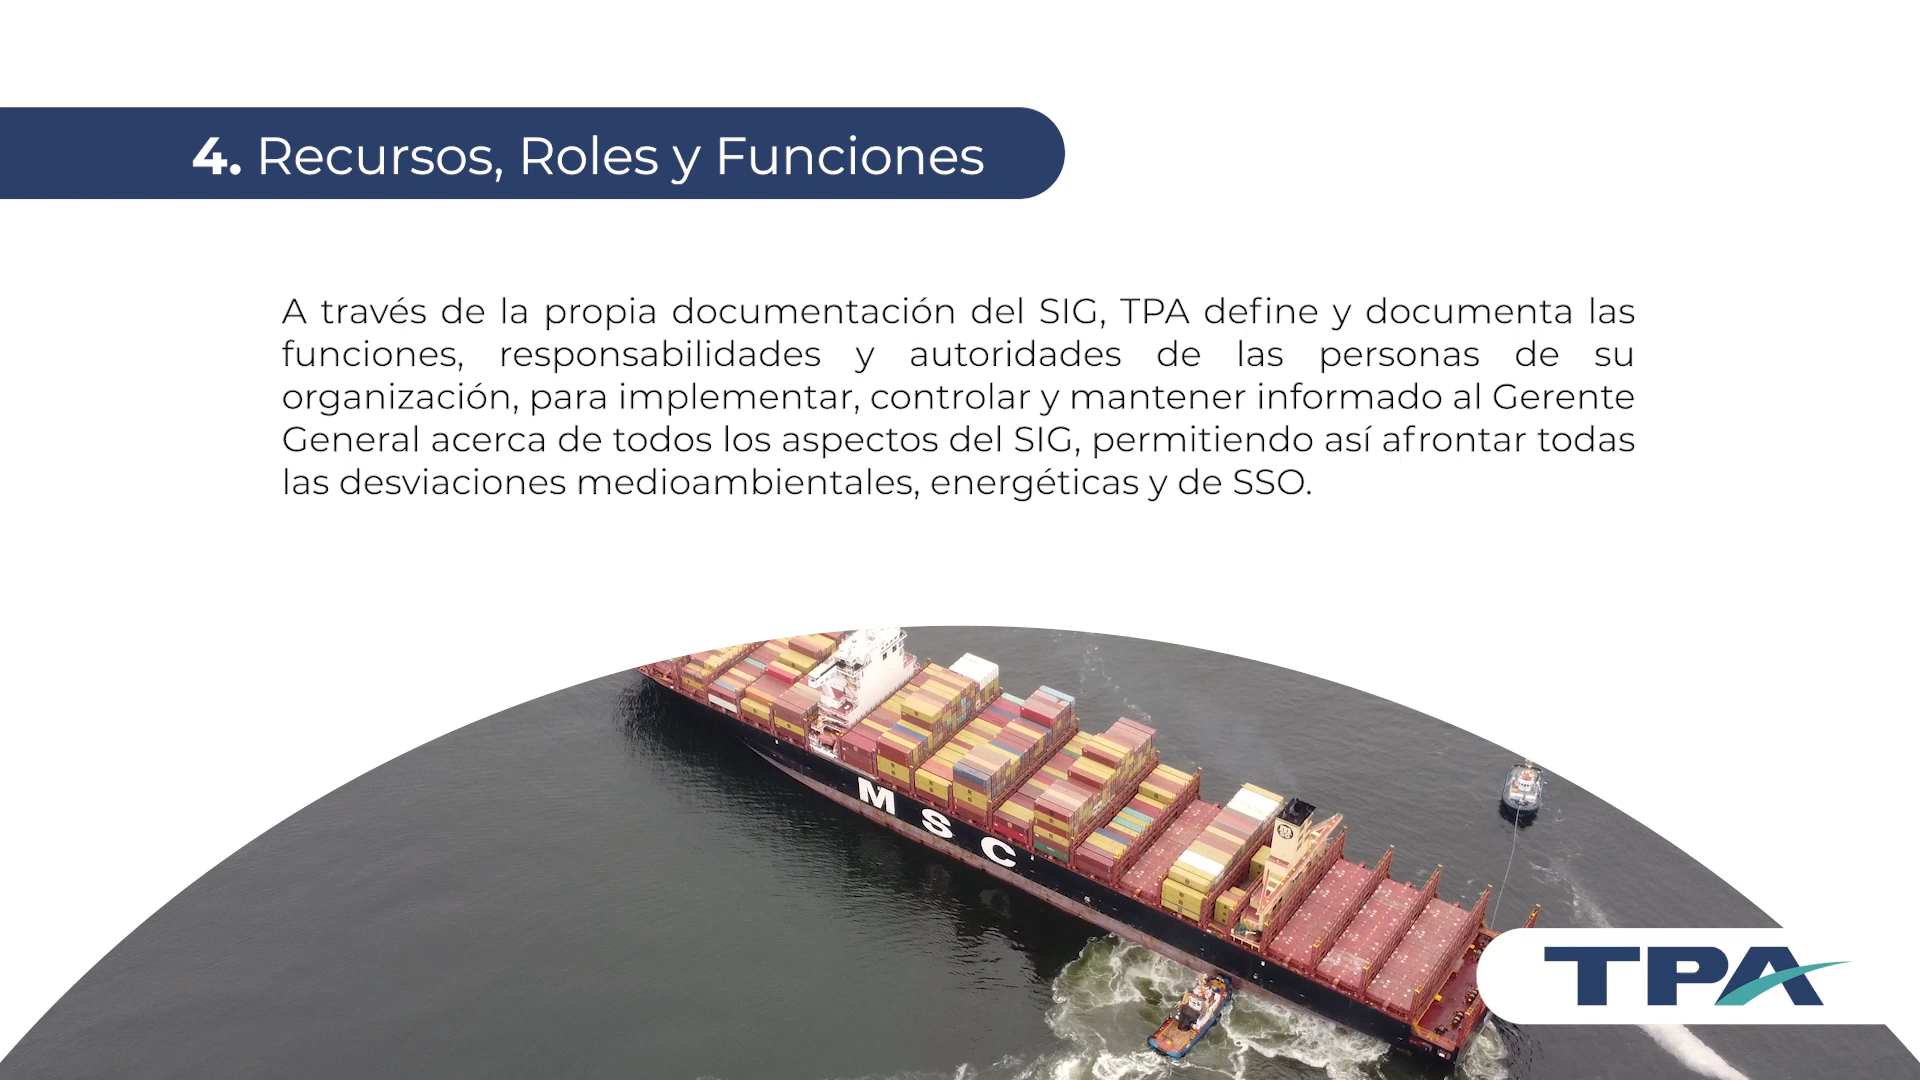 4. Recursos, Roles y Funciones
A través de la propia documentación del SIG, TPA define y documenta las
funciones, responsabilidades y autoridades de las personas de su
organización, para implementar, controlar y mantener informado al Gerente
General acerca de todos los aspectos del SIG, permitiendo así afrontar todas
las desviaciones medioambientales, energéticas y de SSO.
MSC
TPA